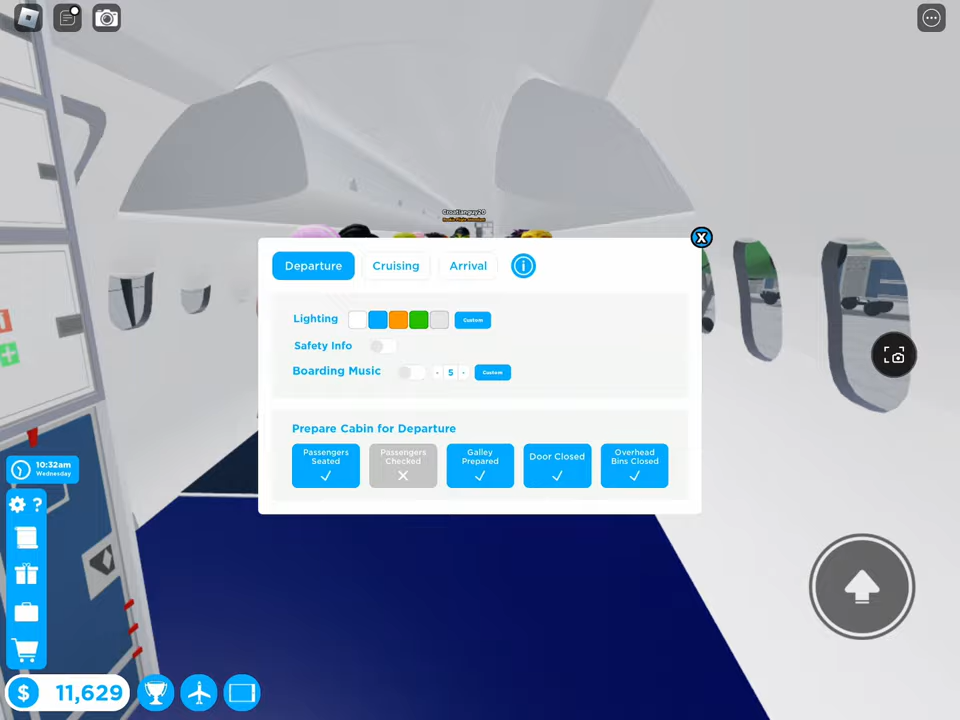 Croatianguy20
Departure
Cruising
Arrival
Lighting
Custom
Safety Info
Boarding Music
- 5 -
Custom
Prepare Cabin for Departure
Passengers
Seated
Passengers
Checked
Galley
Prepared
Door Closed
Overhead
Bins Closed
10:32am
Wednesday
?
$ 11,629